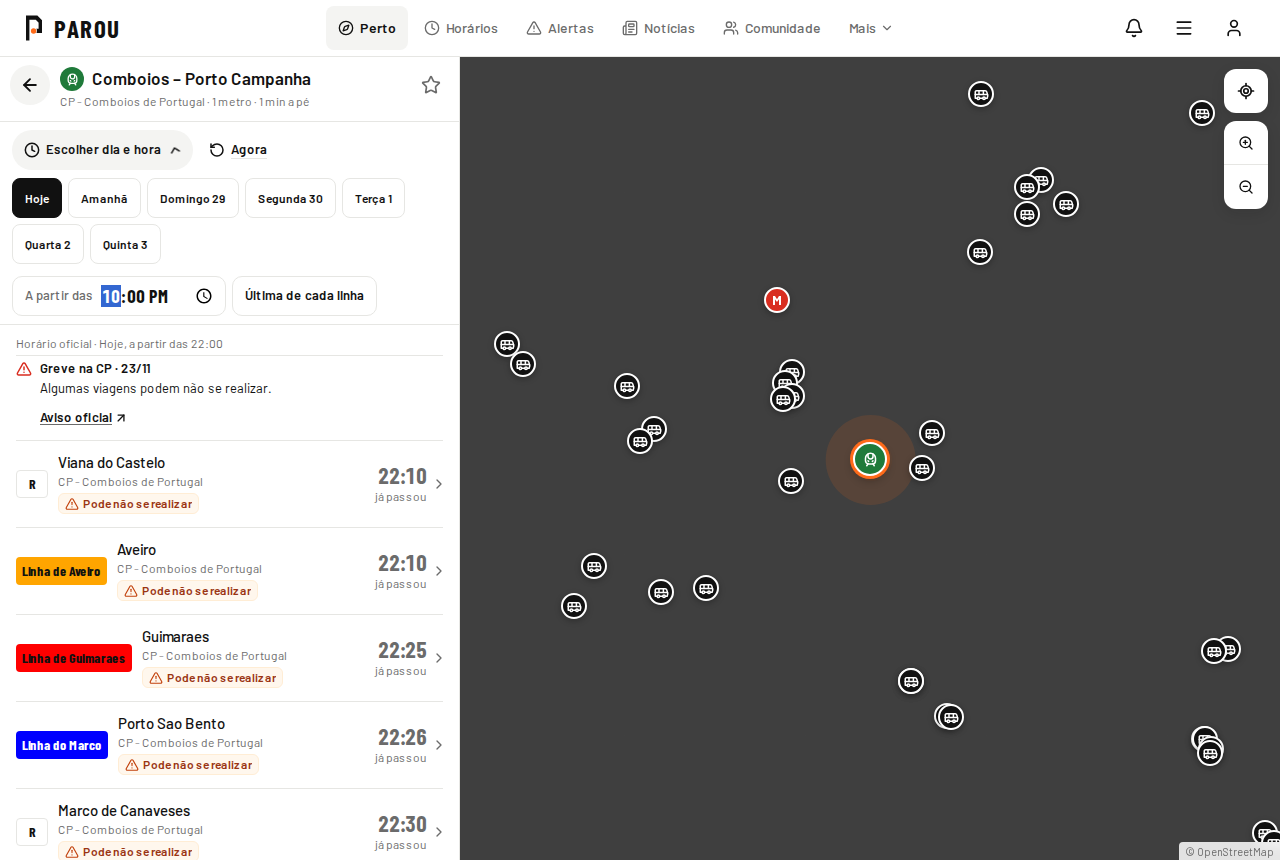 PAROU
Perto
Horários
Alertas
Notícias
Comunidade
Mais
Comboios – Porto Campanha
CP - Comboios de Portugal · 1 metro · 1 min a pé
Escolher dia e hora
Agora
Hoje
Amanhã
Domingo 29
Segunda 30
Terça 1
Quarta 2
Quinta 3
A partir das 10:00 PM
Última de cada linha
Horário oficial · Hoje, a partir das 22:00
Greve na CP · 23/11
Algumas viagens podem não se realizar.
Aviso oficial
R
Viana do Castelo
CP - Comboios de Portugal
Pode não se realizar
22:10
já passou
Linha de Aveiro
Aveiro
CP - Comboios de Portugal
Pode não se realizar
22:10
já passou
Linha de Guimaraes
Guimaraes
CP - Comboios de Portugal
Pode não se realizar
22:25
já passou
Linha do Marco
Porto Sao Bento
CP - Comboios de Portugal
Pode não se realizar
22:26
já passou
R
Marco de Canaveses
CP - Comboios de Portugal
Pode não se realizar
22:30
já passou
M
© OpenStreetMap